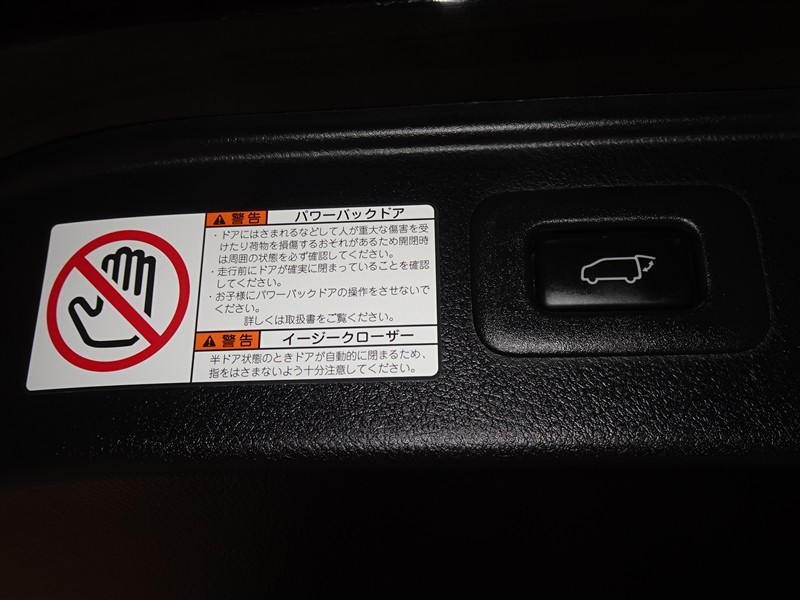 警告 パワーバックドア
・ドアにはさまれるなどして人が重大な傷害を受
けたり荷物を損傷するおそれがあるため開閉時
は周囲の状態を必ず確認してください。
・走行前にドアが確実に閉まっていることを確認
してください。
・お子様にパワーバックドアの操作をさせないで
ください。
詳しくは取扱書をご覧ください。
警告 イージークローザー
半ドア状態のときドアが自動的に閉まるため、
指をはさまないよう十分注意してください。